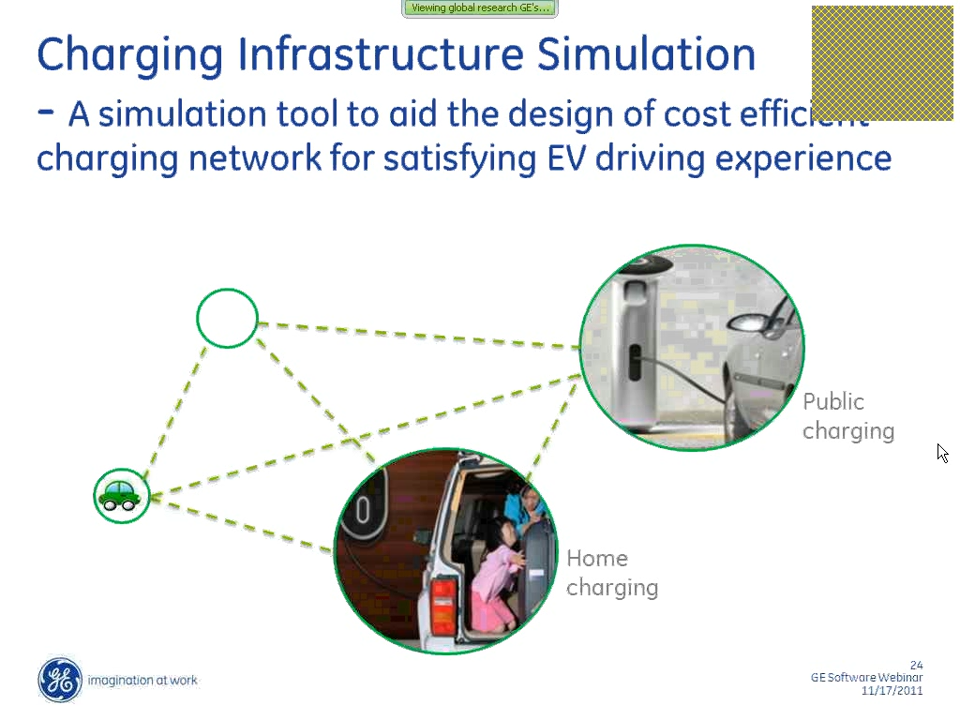 Viewing global research GE's...
Charging Infrastructure Simulation
- A simulation tool to aid the design of cost efficient
charging network for satisfying EV driving experience
Public
charging
Home
charging
GE imagination at work
24
GE Software Webinar
11/17/2011